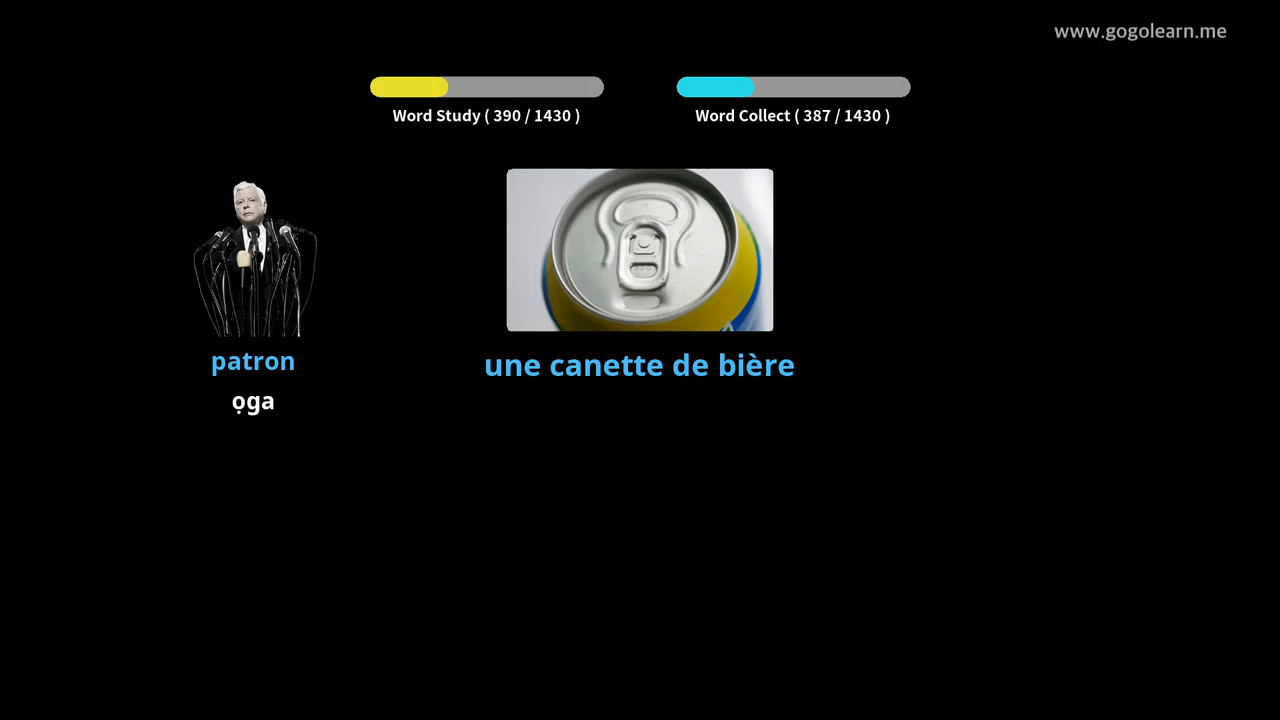 www.gogolearn.me
Word Study ( 390 / 1430 )
Word Collect ( 387 / 1430 )
patron
ọga
une canette de bière